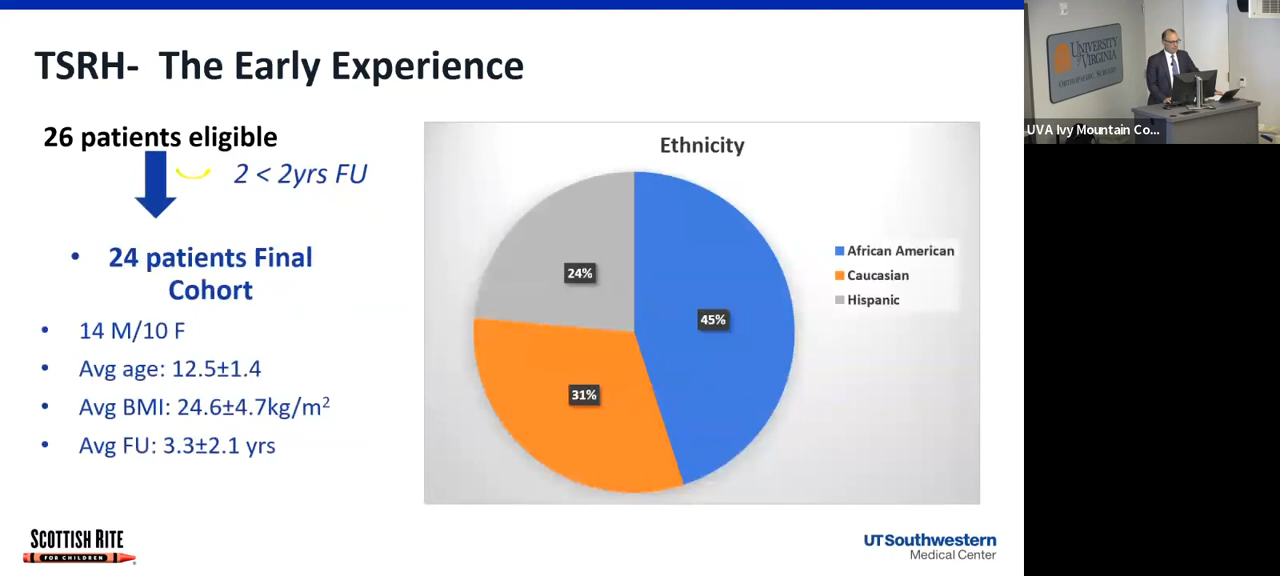 TSRH- The Early Experience
26 patients eligible
2 < 2yrs FU
• 24 patients Final
Cohort
• 14 M/10 F
• Avg age: 12.5±1.4
• Avg BMI: 24.6±4.7kg/m²
• Avg FU: 3.3±2.1 yrs
Ethnicity
24%
45%
31%
African American
Caucasian
Hispanic
SCOTTISH RITE
FOR CHILDREN
UTSouthwestern
Medical Center
UNIVERSITY
of VIRGINIA
ORTHOPAEDIC SURGERY
UVA Ivy Mountain Co...